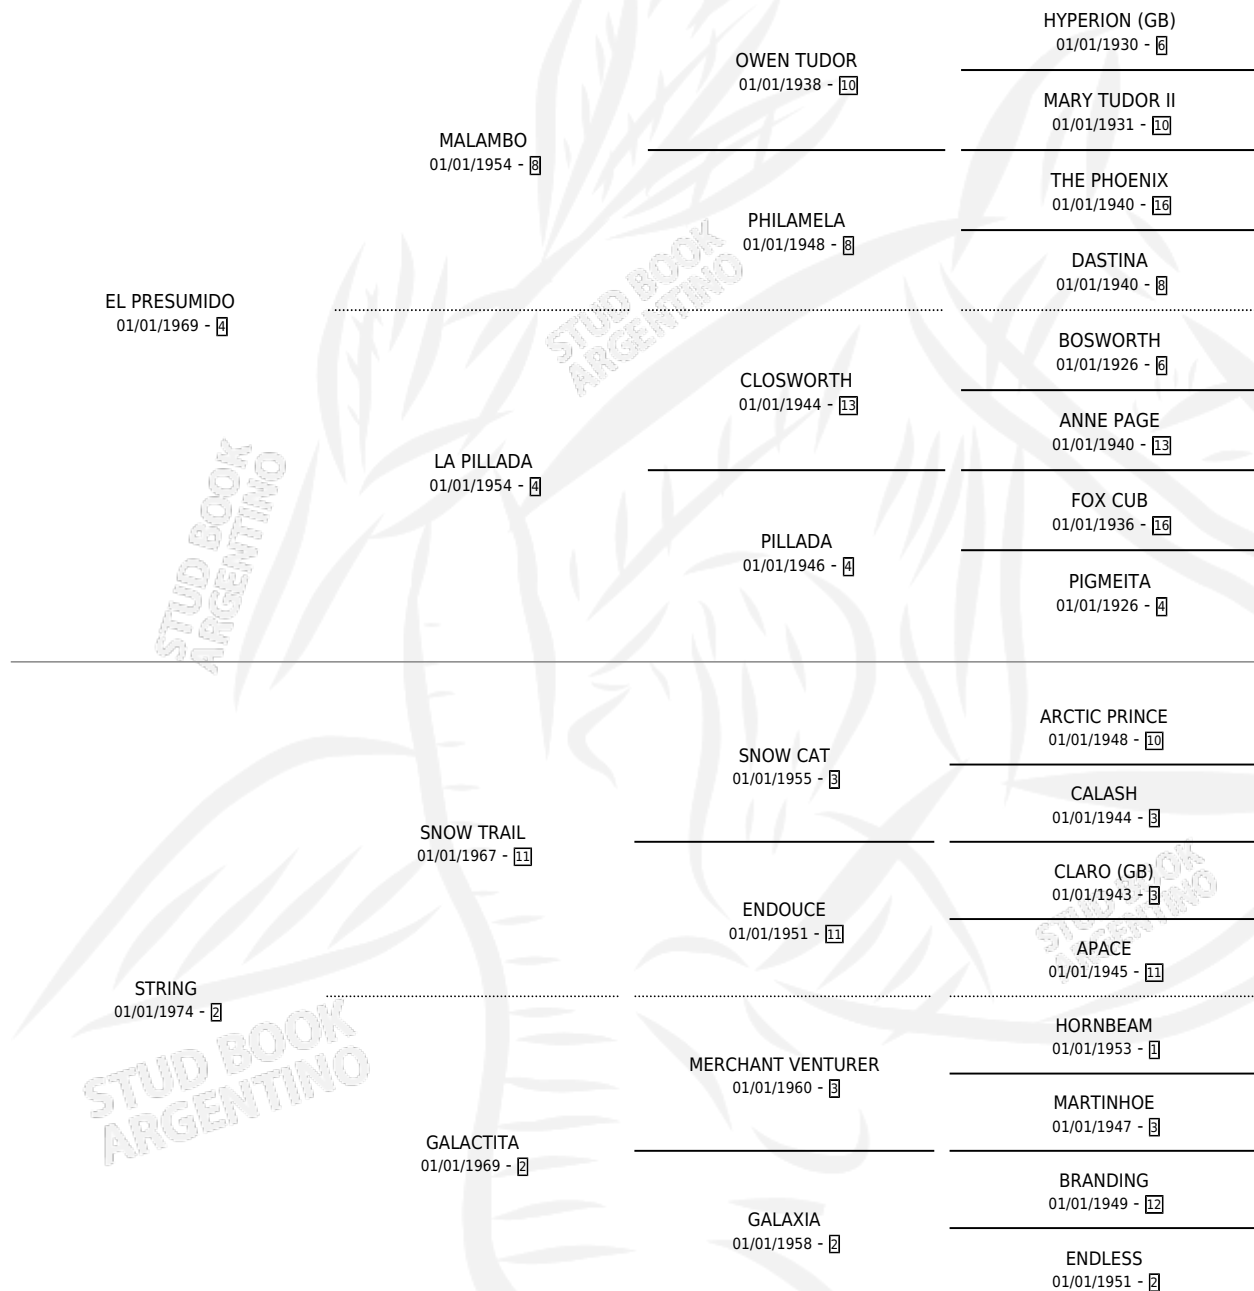 HYPERION (GB)
01/01/1930 - 6
OWEN TUDOR
01/01/1938 - 10
MARY TUDOR II
01/01/1931 - 10
MALAMBO
01/01/1954 - 8
THE PHOENIX
01/01/1940 - 16
PHILAMELA
01/01/1948 - 8
DASTINA
01/01/1940 - 8
EL PRESUMIDO
01/01/1969 - 4
BOSWORTH
01/01/1926 - 6
CLOSWORTH
01/01/1944 - 13
ANNE PAGE
01/01/1940 - 13
LA PILLADA
01/01/1954 - 4
FOX CUB
01/01/1936 - 16
PILLADA
01/01/1946 - 4
PIGMEITA
01/01/1926 - 4
STUD BOOK
ARGENTINO
STUD BOOK
ARGENTINO
ARCTIC PRINCE
01/01/1948 - 10
SNOW CAT
01/01/1955 - 3
CALASH
01/01/1944 - 3
SNOW TRAIL
01/01/1967 - 11
CLARO (GB)
01/01/1943 - 3
ENDOUCE
01/01/1951 - 11
APACE
01/01/1945 - 11
STRING
01/01/1974 - 2
HORNBEAM
01/01/1953 - 1
MERCHANT VENTURER
01/01/1960 - 3
MARTINHOE
01/01/1947 - 3
GALACTITA
01/01/1969 - 2
BRANDING
01/01/1949 - 12
GALAXIA
01/01/1958 - 2
ENDLESS
01/01/1951 - 2
STUD BOOK
ARGENTINO
STUD BOOK
ARGENTINO